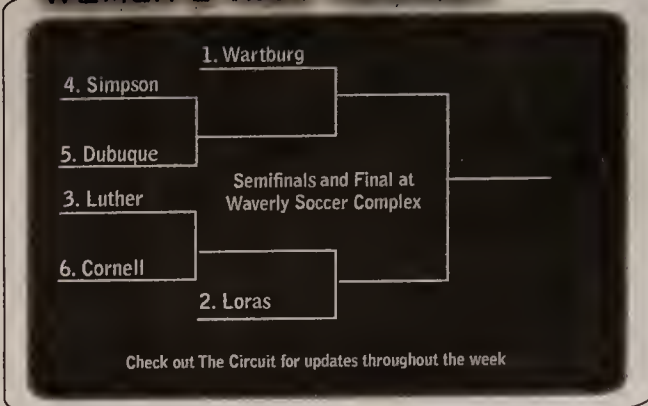 1. Wartburg
4. Simpson
5. Dubuque
Semifinals and Final at
Waverly Soccer Complex
3. Luther
6. Cornell
2. Loras
Check out The Circuit for updates throughout the week